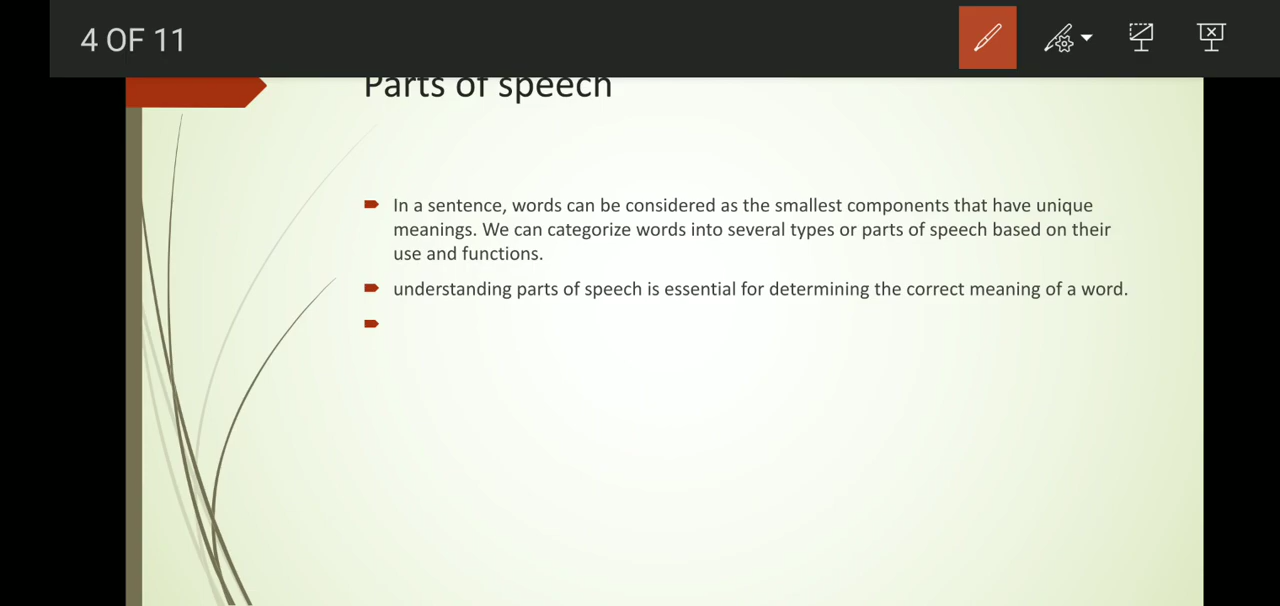 4 OF 11
Parts of speech
In a sentence, words can be considered as the smallest components that have unique
meanings. We can categorize words into several types or parts of speech based on their
use and functions.
understanding parts of speech is essential for determining the correct meaning of a word.